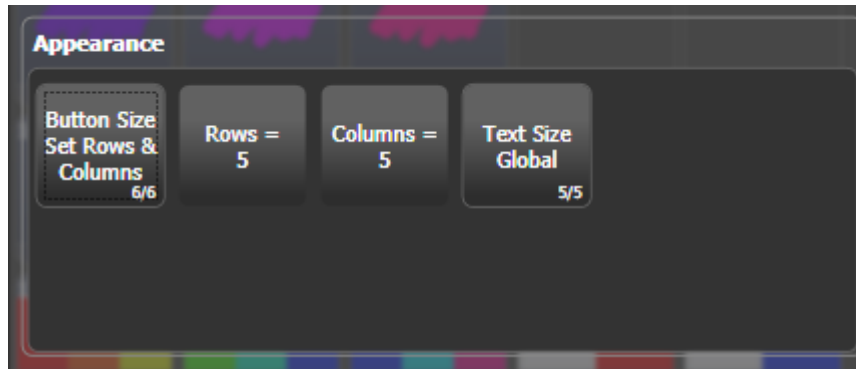 Appearance
Button Size
Set Rows &
Columns
6/6
Rows =
5
Columns =
5
Text Size
Global
5/5